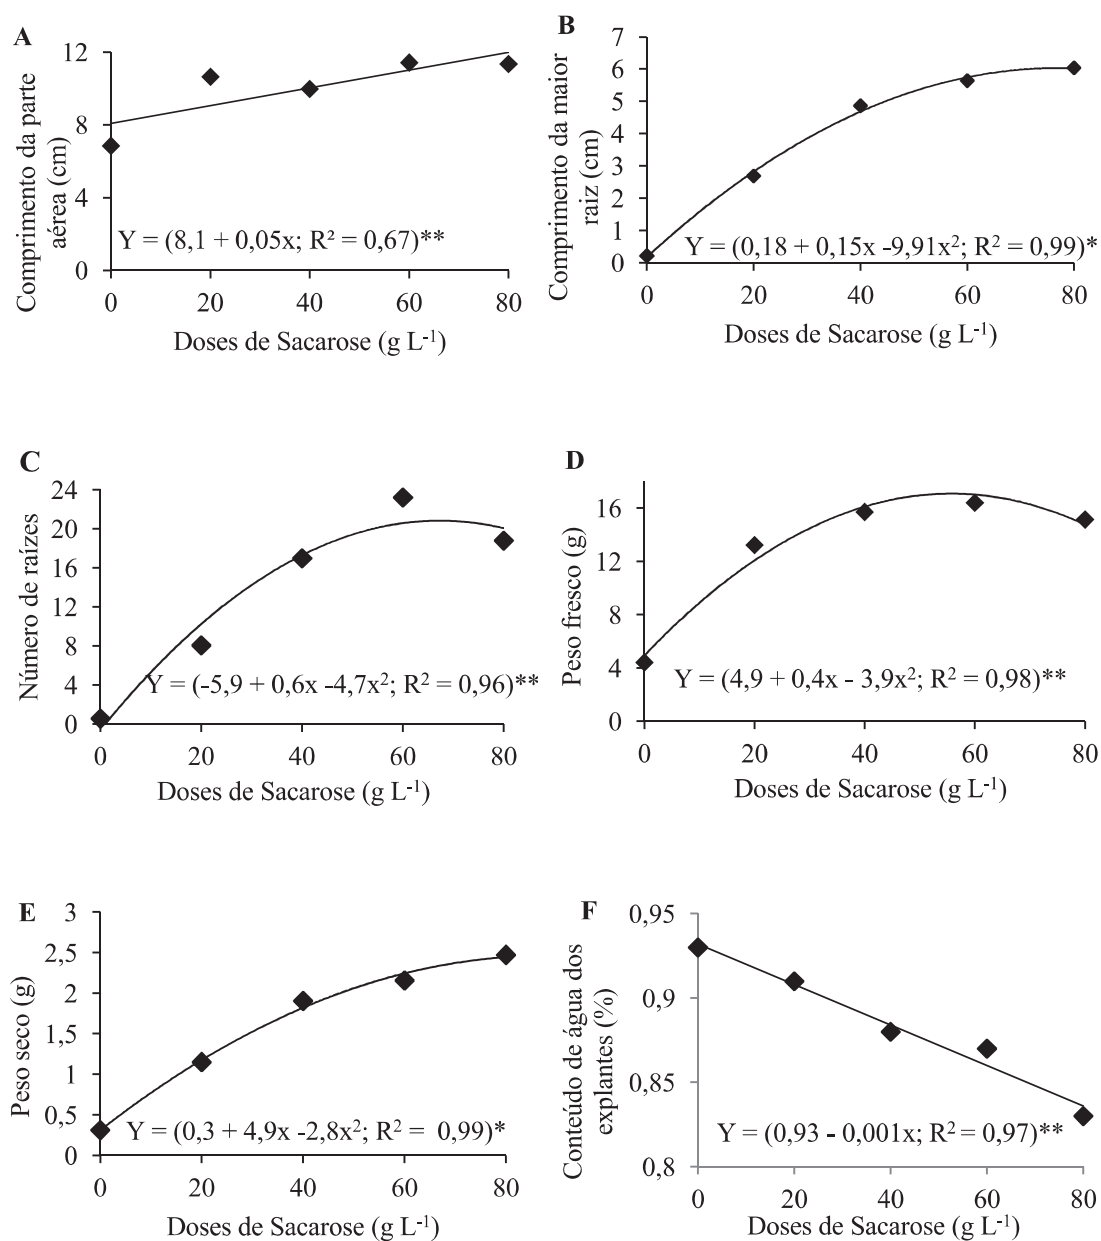 A
Comprimento da parte
aérea (cm)
12
8
4
0
Y = (8,1 + 0,05x; R² = 0,67)**
0 20 40 60 80
Doses de Sacarose (g L⁻¹)
B
Comprimento da maior
raiz (cm)
7
6
5
4
3
2
1
0
Y = (0,18 + 0,15x -9,91x²; R² = 0,99)*
0 20 40 60 80
Doses de Sacarose (g L⁻¹)
C
Número de raízes
24
20
16
12
8
4
0
Y = (-5,9 + 0,6x -4,7x²; R² = 0,96)**
0 20 40 60 80
Doses de Sacarose (g L⁻¹)
D
Peso fresco (g)
16
12
8
4
0
Y = (4,9 + 0,4x - 3,9x²; R² = 0,98)**
0 20 40 60 80
Doses de Sacarose (g L⁻¹)
E
Peso seco (g)
3
2,5
2
1,5
1
0,5
0
Y = (0,3 + 4,9x -2,8x²; R² = 0,99)*
0 20 40 60 80
Doses de Sacarose (g L⁻¹)
F
Conteúdo de água dos
explantes (%)
0,95
0,9
0,85
0,8
Y = (0,93 - 0,001x; R² = 0,97)**
0 20 40 60 80
Doses de Sacarose (g L⁻¹)